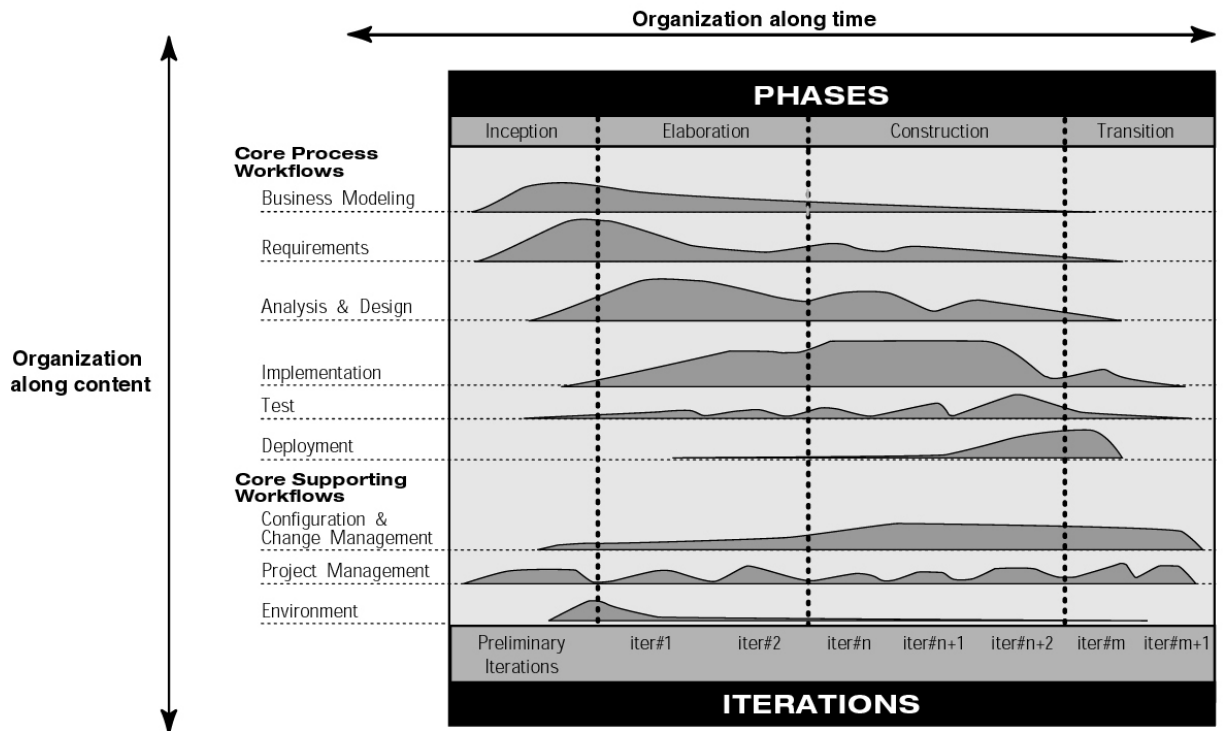 Organization along time
PHASES
Inception Elaboration Construction Transition
Core Process
Workflows
Business Modeling
Requirements
Analysis & Design
Organization
along content
Implementation
Test
Deployment
Core Supporting
Workflows
Configuration &
Change Management
Project Management
Environment
Preliminary
Iterations
iter#1 iter#2 iter#n iter#n+1 iter#n+2 iter#m iter#m+1
ITERATIONS